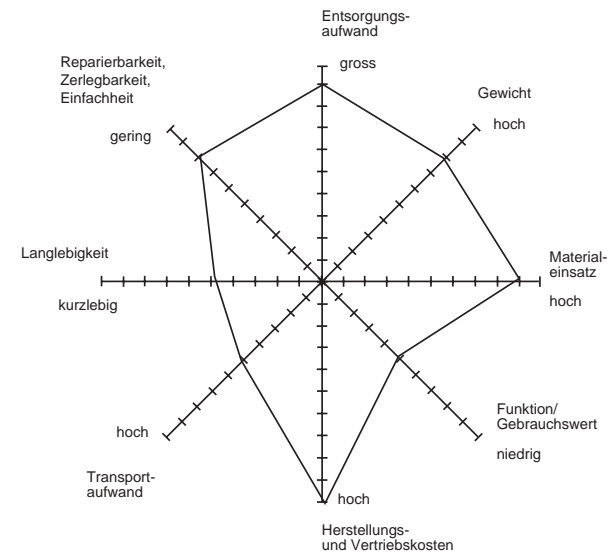 Entsorgungs-
aufwand
gross
Reparierbarkeit,
Zerlegbarkeit,
Einfachheit
gering
Gewicht
hoch
Langlebigkeit
kurzlebig
Material-
einsatz
hoch
Funktion/
Gebrauchswert
niedrig
hoch
Transport-
aufwand
hoch
Herstellungs-
und Vertriebskosten